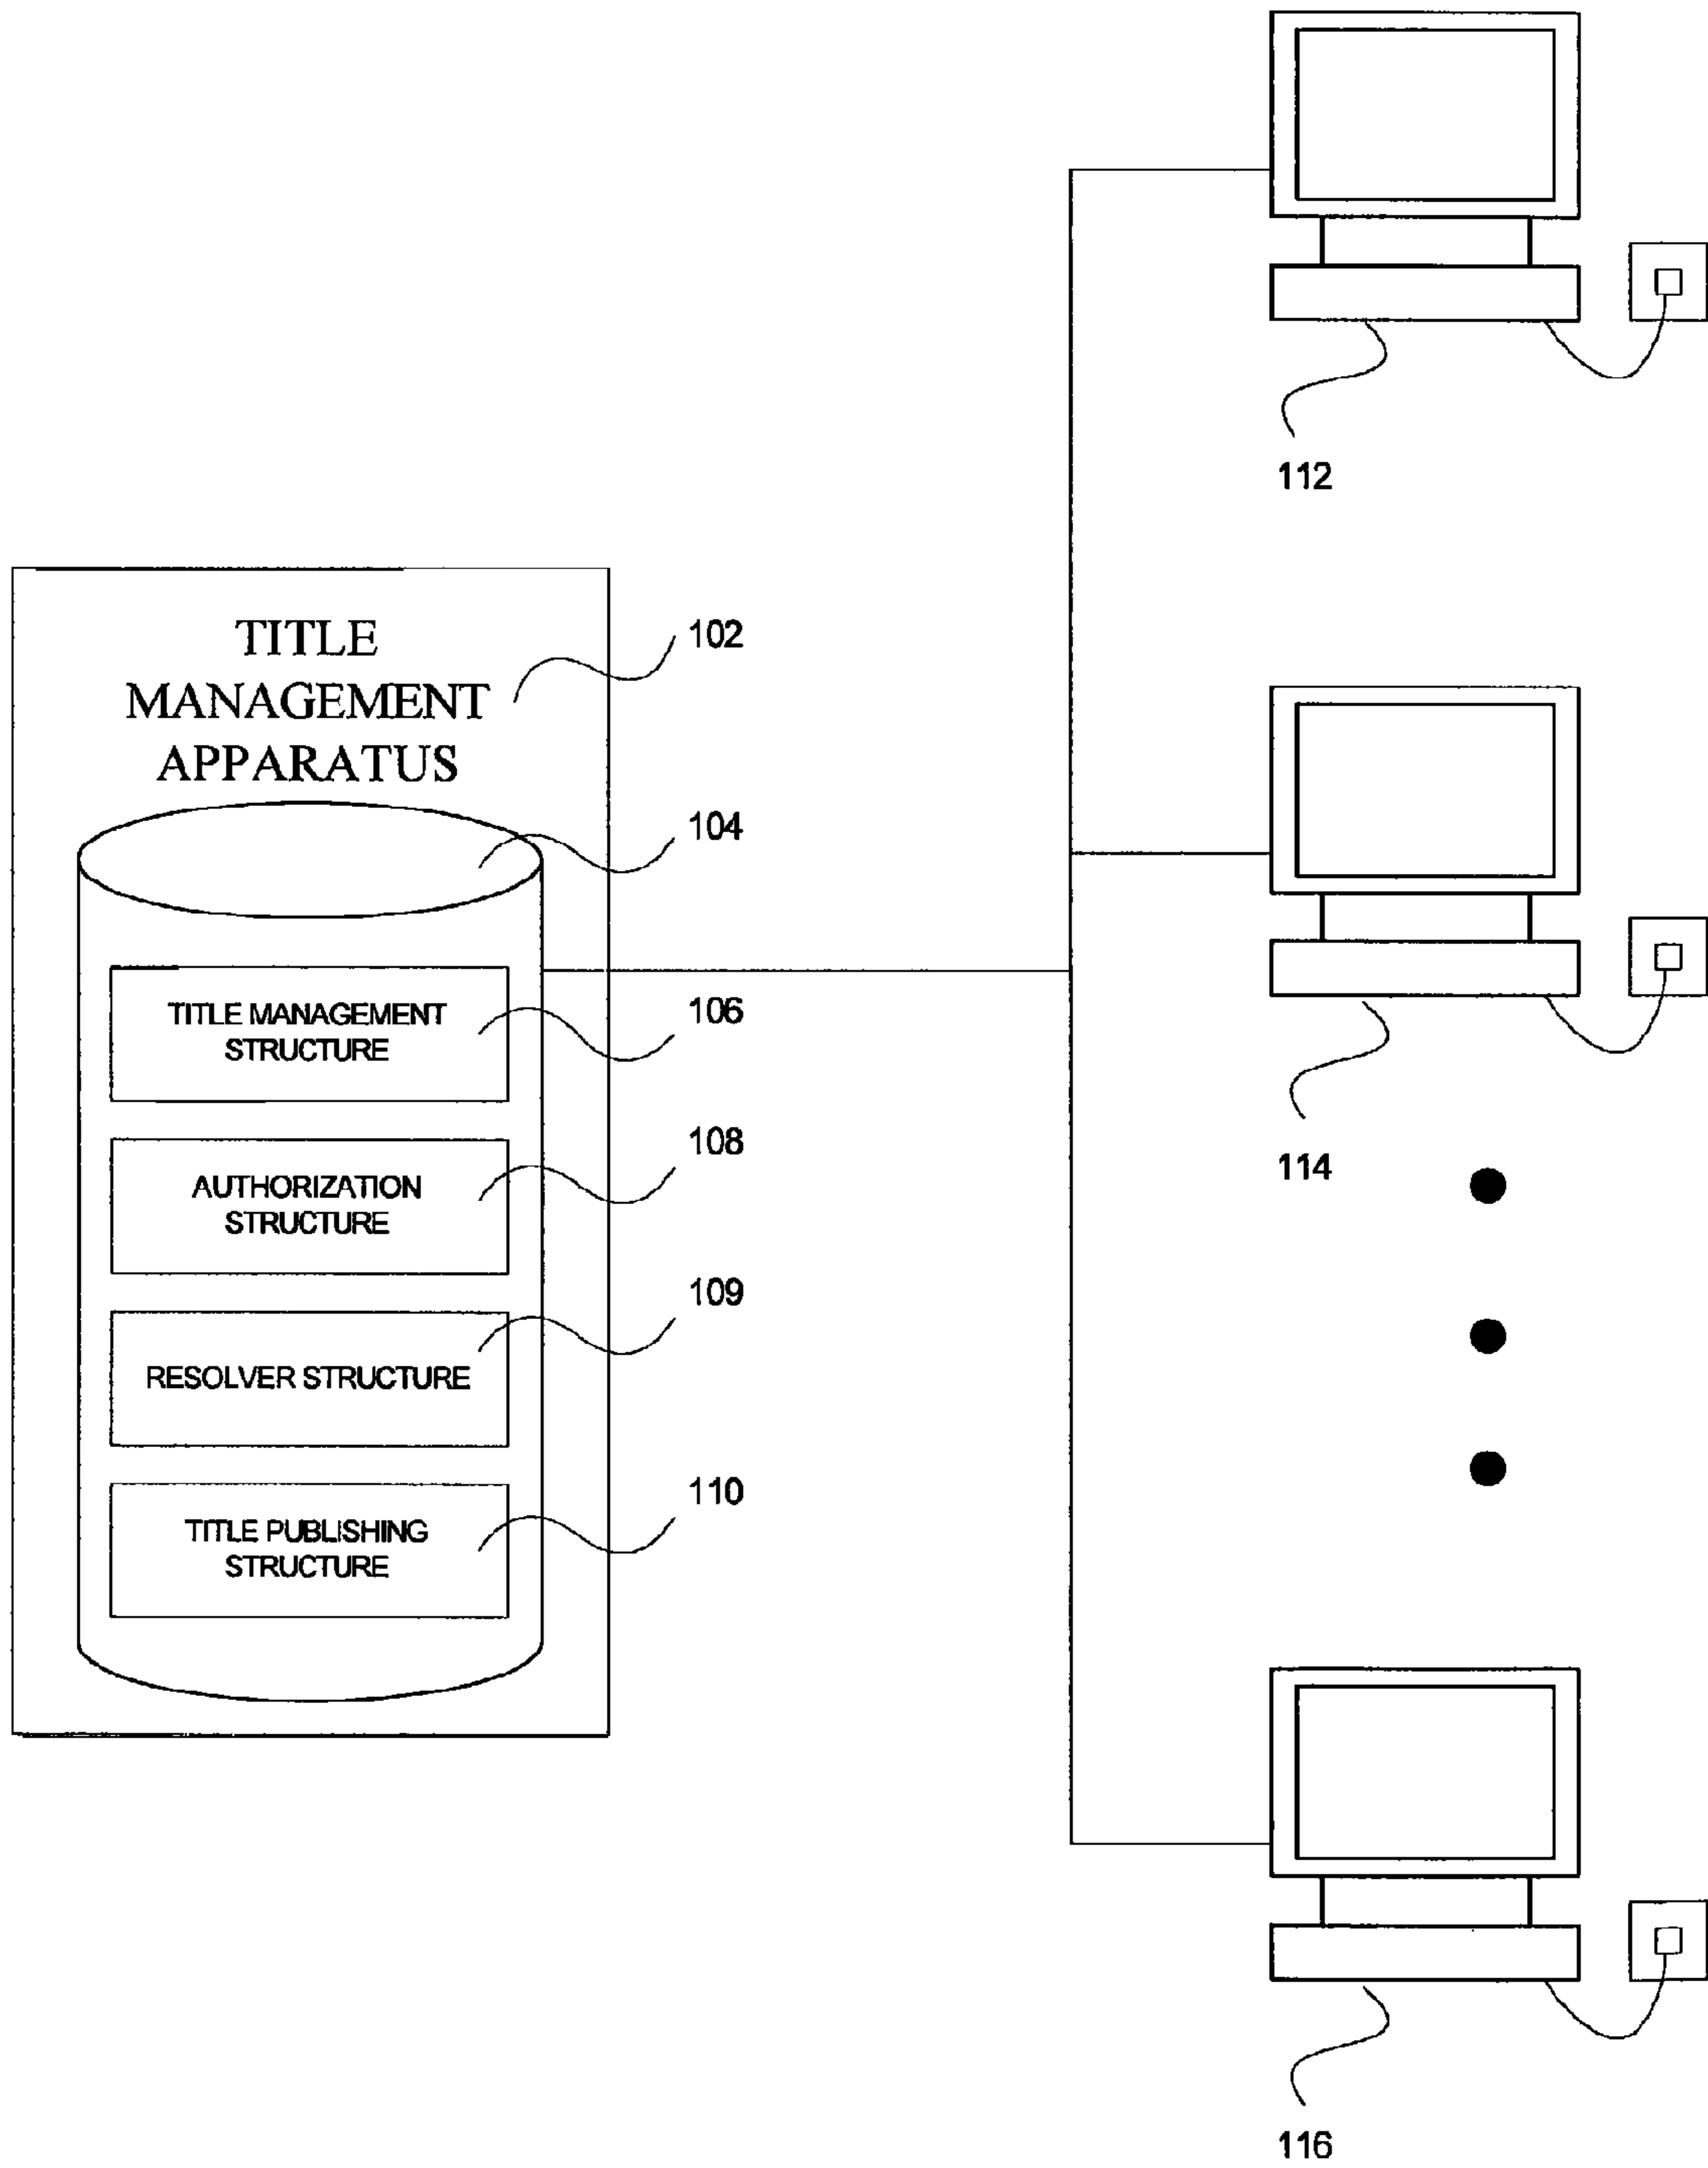 TITLE
MANAGEMENT
APPARATUS
102
104
TITLE MANAGEMENT
STRUCTURE
106
AUTHORIZATION
STRUCTURE
108
RESOLVER STRUCTURE
109
TITLE PUBLISHING
STRUCTURE
110
112
114
116